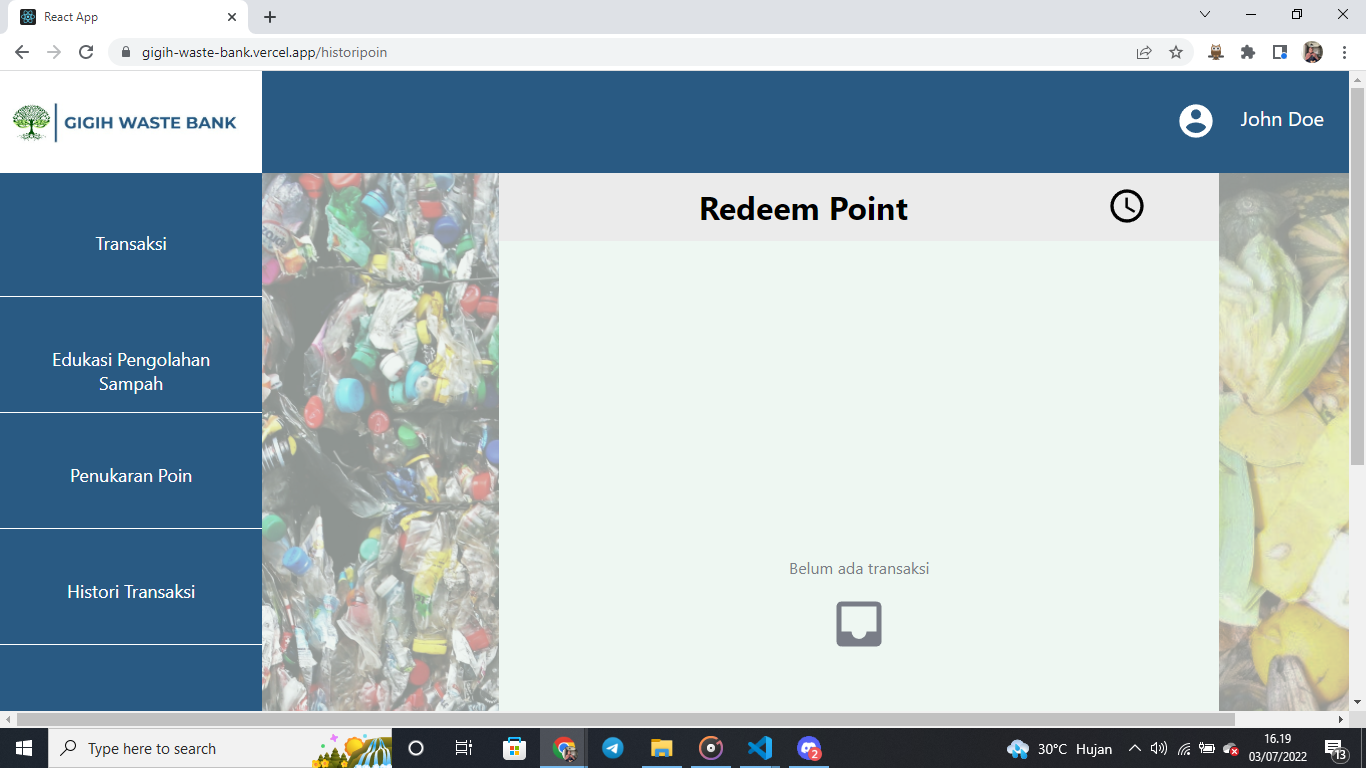 React App
gigih-waste-bank.vercel.app/historipoin
GIGIH WASTE BANK
John Doe
Transaksi
Edukasi Pengolahan
Sampah
Penukaran Poin
Histori Transaksi
Redeem Point
Belum ada transaksi
Type here to search
2
30°C Hujan
16.19
03/07/2022
13